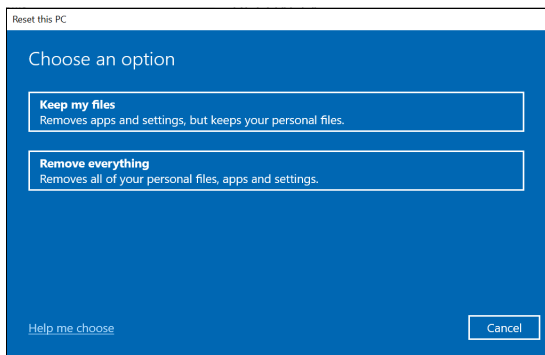 Reset this PC
Choose an option
Keep my files
Removes apps and settings, but keeps your personal files.
Remove everything
Removes all of your personal files, apps and settings.
Help me choose
Cancel